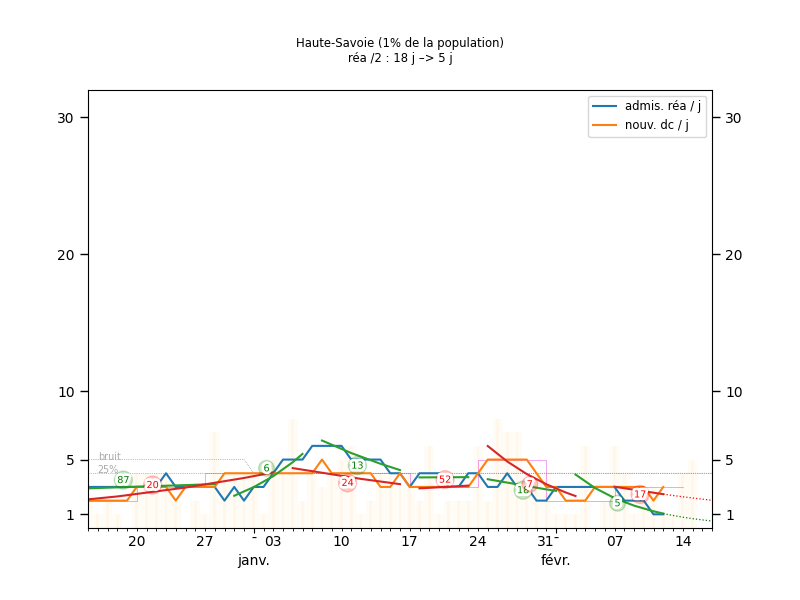 Haute-Savoie (1% de la population)
réa /2 : 18 j –> 5 j
admis. réa / j
nouv. dc / j
30 30
20 20
10 10
5 5
1 1
bruit
25%
87 20 6 13 24 52 18 7 5 17
20 27 03 10 17 24 31 07 14
janv. févr.